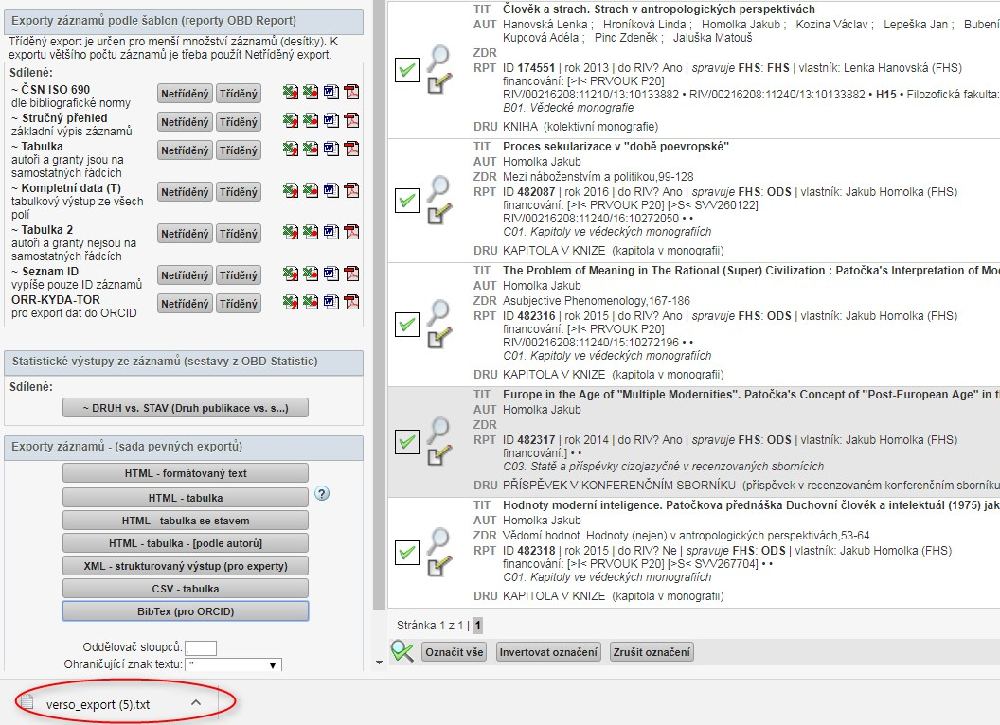 Exporty záznamů podle šablon (reporty OBD Report)
Tříděný export je určen pro menší množství záznamů (desítky). K
exportu většího počtu záznamů je třeba použít Netříděný export.
Sdílené:
~ ČSN ISO 690
dle bibliografické normy
Netříděný Tříděný
~ Stručný přehled
základní výpis záznamů
Netříděný Tříděný
~ Tabulka
autoři a granty jsou na
samostatných řádcích
Netříděný Tříděný
~ Kompletní data (T)
tabulkový výstup ze všech
polí
Netříděný Tříděný
~ Tabulka 2
autoři a granty nejsou na
samostatných řádcích
Netříděný Tříděný
~ Seznam ID
vypíše pouze ID záznamů
Netříděný Tříděný
ORR-KYDA-TOR
pro export dat do ORCID
Netříděný Tříděný
Statistické výstupy ze záznamů (sestavy z OBD Statistic)
Sdílené:
~ DRUH vs. STAV (Druh publikace vs. s...)
Exporty záznamů - (sada pevných exportů)
HTML - formátovaný text
HTML - tabulka
?
HTML - tabulka se stavem
HTML - tabulka - [podle autorů]
XML - strukturovaný výstup (pro experty)
CSV - tabulka
BibTex (pro ORCID)
Oddělovač sloupců: ,
Ohraničující znak textu: "
TIT Člověk a strach. Strach v antropologických perspektivách
AUT Hanovská Lenka ; Hroníková Linda ; Homolka Jakub ; Kozina Václav ; Lepeška Jan ; Bubení
Kupcová Adéla ; Pinc Zdeněk ; Jaluška Matouš
ZDR
RPT ID 174551 | rok 2013 | do RIV? Ano | spravuje FHS: FHS | vlastník: Lenka Hanovská (FHS)
financování: [>I< PRVOUK P20]
RIV/00216208:11210/13:10133882 • RIV/00216208:11240/13:10133882 • H15 • Filozofická fakulta:
B01. Vědecké monografie
DRU KNIHA (kolektivní monografie)
TIT Proces sekularizace v "době poevropské"
AUT Homolka Jakub
ZDR Mezi náboženstvím a politikou,99-128
RPT ID 482087 | rok 2016 | do RIV? Ano | spravuje FHS: ODS | vlastník: Jakub Homolka (FHS)
financování: [>I< PRVOUK P20] [>S< SVV260122]
RIV/00216208:11240/16:10272050 • •
C01. Kapitoly ve vědeckých monografiích
DRU KAPITOLA V KNIZE (kapitola v monografii)
TIT The Problem of Meaning in The Rational (Super) Civilization : Patočka's Interpretation of Mo
AUT Homolka Jakub
ZDR Asubjective Phenomenology,167-186
RPT ID 482316 | rok 2015 | do RIV? Ano | spravuje FHS: ODS | vlastník: Jakub Homolka (FHS)
financování: [>I< PRVOUK P20]
RIV/00216208:11240/15:10272196 • •
C01. Kapitoly ve vědeckých monografiích
DRU KAPITOLA V KNIZE (kapitola v monografii)
TIT Europe in the Age of "Multiple Modernities". Patočka's Concept of "Post-European Age" in t
AUT Homolka Jakub
ZDR
RPT ID 482317 | rok 2014 | do RIV? Ano | spravuje FHS: ODS | vlastník: Jakub Homolka (FHS)
financování:] • •
C03. Statě a příspěvky cizojazyčné v recenzovaných sbornících
DRU PŘÍSPĚVEK V KONFERENČNÍM SBORNÍKU (příspěvek v recenzovaném konferenčním sborníku
TIT Hodnoty moderní inteligence. Patočkova přednáška Duchovní člověk a intelektuál (1975) jak
AUT Homolka Jakub
ZDR Vědomí hodnot. Hodnoty (nejen) v antropologických perspektivách,53-64
RPT ID 482318 | rok 2015 | do RIV? Ne | spravuje FHS: ODS | vlastník: Jakub Homolka (FHS)
financování: [>I< PRVOUK P20] [>S< SVV267704] • •
C01. Kapitoly ve vědeckých monografiích
DRU KAPITOLA V KNIZE (kapitola v monografii)
Stránka 1 z 1 | 1
Označit vše Invertovat označení Zrušit označení
verso_export (5).txt